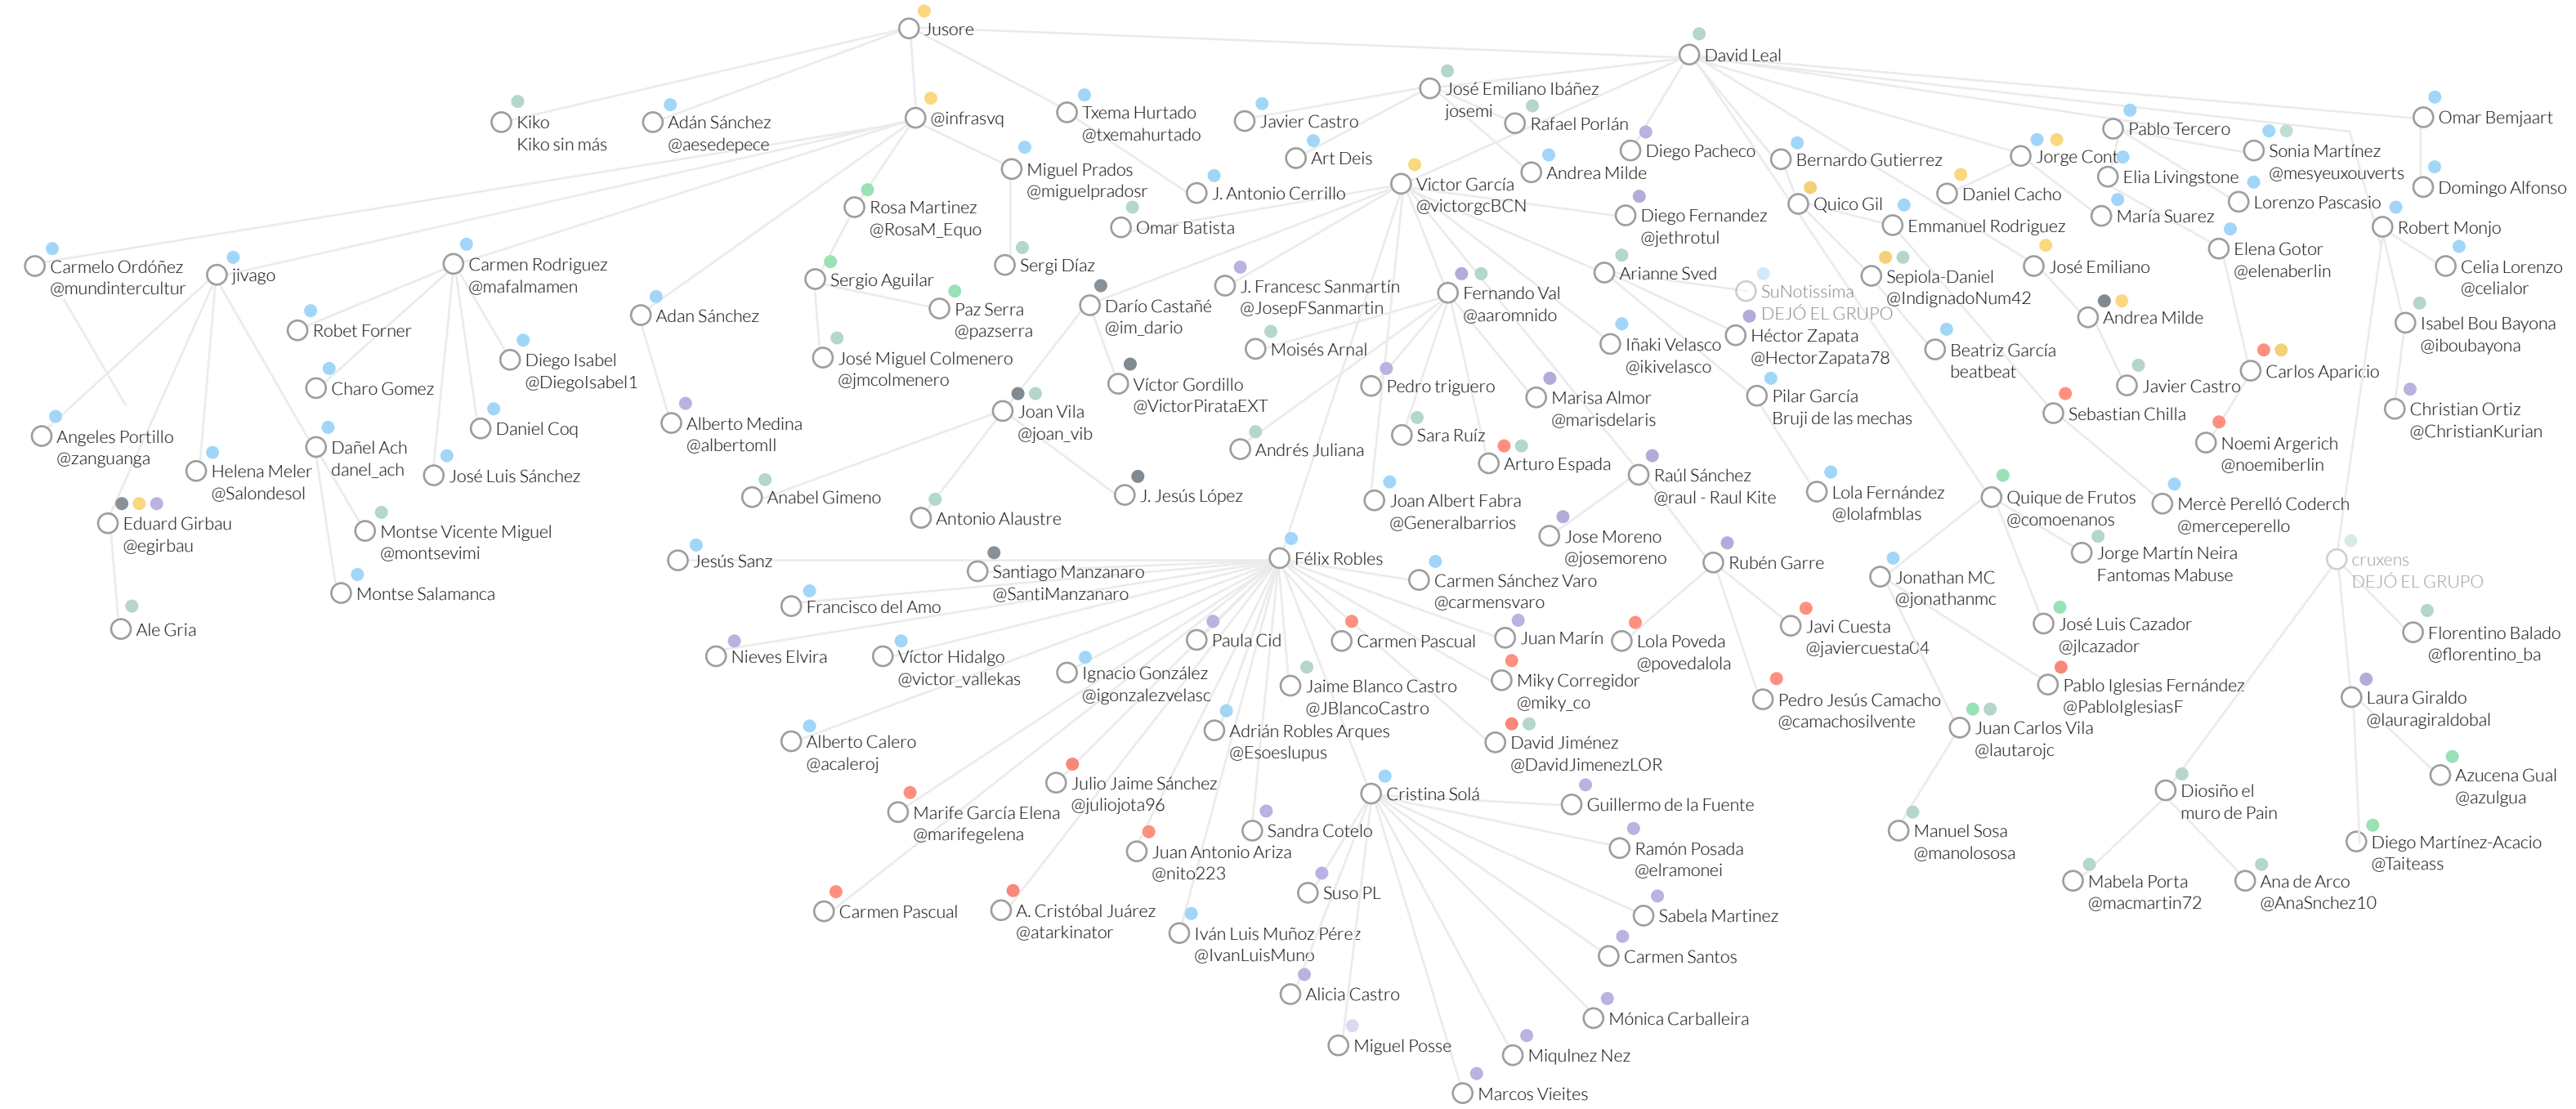 Jusore
David Leal
Kiko
Kiko sin más
Adán Sánchez
@aesedepece
@infrasvq
Txema Hurtado
@txemahurtado
Javier Castro
José Emiliano Ibáñez
josemi
Rafael Porlán
Art Deis
Andrea Milde
Diego Pacheco
Bernardo Gutierrez
Jorge Cont
Pablo Tercero
Sonia Martínez
@mesyeuxouverts
Omar Bemjaart
Miguel Prados
@miguelpradosr
J. Antonio Cerrillo
Victor García
@victorgcBCN
Quico Gil
Daniel Cacho
Elia Livingstone
Lorenzo Pascasio
Domingo Alfonso
Rosa Martinez
@RosaM_Equo
Omar Batista
Diego Fernandez
@jethrotul
Emmanuel Rodriguez
María Suarez
Robert Monjo
Carmelo Ordóñez
@mundintercultur
jivago
Carmen Rodriguez
@mafalmamen
Sergio Aguilar
Sergi Díaz
Arianne Sved
José Emiliano
Elena Gotor
@elenaberlin
Celia Lorenzo
@celialor
J. Francesc Sanmartín
@JosepFSanmartin
Fernando Val
@aaromnido
SuNotissima
DEJÓ EL GRUPO
Sepiola-Daniel
@IndignadoNum42
Robet Forner
Adan Sánchez
Paz Serra
@pazserra
Darío Castañé
@im_dario
Andrea Milde
Isabel Bou Bayona
@iboubayona
Diego Isabel
@DiegoIsabel1
José Miguel Colmenero
@jmcolmenero
Moisés Arnal
Iñaki Velasco
@ikivelasco
Héctor Zapata
@HectorZapata78
Beatriz García
beatbeat
Charo Gomez
Víctor Gordillo
@VictorPirataEXT
Pedro triguero
Marisa Almor
@marisdelaris
Pilar García
Bruji de las mechas
Javier Castro
Carlos Aparicio
Angeles Portillo
@zanguanga
Dañel Ach
danel_ach
Daniel Coq
Alberto Medina
@albertomll
Joan Vila
@joan_vib
Andrés Juliana
Sara Ruíz
Sebastian Chilla
Noemi Argerich
@noemiberlin
Christian Ortiz
@ChristianKurian
Helena Meler
@Salondesol
José Luis Sánchez
Arturo Espada
Raúl Sánchez
@raul - Raul Kite
Eduard Girbau
@egirbau
Montse Vicente Miguel
@montsevimi
Anabel Gimeno
Antonio Alaustre
J. Jesús López
Joan Albert Fabra
@Generalbarrios
Jose Moreno
@josemoreno
Lola Fernández
@lolafmblas
Quique de Frutos
@comoenanos
Mercè Perelló Coderch
@merceperello
Montse Salamanca
Ale Gria
Jesús Sanz
Santiago Manzanaro
@SantiManzanaro
Félix Robles
Carmen Sánchez Varo
@carmensvaro
Rubén Garre
Jonathan MC
@jonathanmc
Jorge Martín Neira
Fantomas Mabuse
cruxens
DEJÓ EL GRUPO
Francisco del Amo
Nieves Elvira
Víctor Hidalgo
@victor_vallekas
Paula Cid
Carmen Pascual
Juan Marín
Lola Poveda
@povedalola
Javi Cuesta
@javiercuesta04
José Luis Cazador
@jlcazador
Florentino Balado
@florentino_ba
Ignacio González
@igonzalezvelasc
Jaime Blanco Castro
@JBlancoCastro
Miky Corregidor
@miky_co
Pedro Jesús Camacho
@camachosilvente
Pablo Iglesias Fernández
@PabloIglesiasF
Laura Giraldo
@lauragiraldobal
Alberto Calero
@acaleroj
Adrián Robles Arques
@Esoeslupus
David Jiménez
@DavidJimenezLOR
Juan Carlos Vila
@lautarojc
Julio Jaime Sánchez
@juliojota96
Cristina Solá
Guillermo de la Fuente
Diosiño el
muro de Pain
Azucena Gual
@azulgua
Marife García Elena
@marifegelena
Juan Antonio Ariza
@nito223
Sandra Cotelo
Ramón Posada
@elramonei
Manuel Sosa
@manolososa
Diego Martínez-Acacio
@Taiteass
Carmen Pascual
A. Cristóbal Juárez
@atarkinator
Suso PL
Sabela Martinez
Mabela Porta
@macmartin72
Ana de Arco
@AnaSnchez10
Iván Luis Muñoz Pérez
@IvanLuisMuno
Carmen Santos
Alicia Castro
Mónica Carballeira
Miguel Posse
Miqulnez Nez
Marcos Vieites